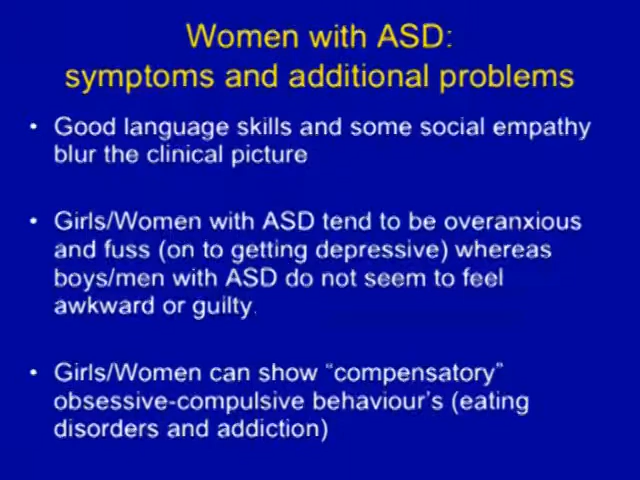 Women with ASD:
symptoms and additional problems
• Good language skills and some social empathy
blur the clinical picture
• Girls/Women with ASD tend to be overanxious
and fuss (on to getting depressive) whereas
boys/men with ASD do not seem to feel
awkward or guilty.
• Girls/Women can show “compensatory”
obsessive-compulsive behaviour’s (eating
disorders and addiction)